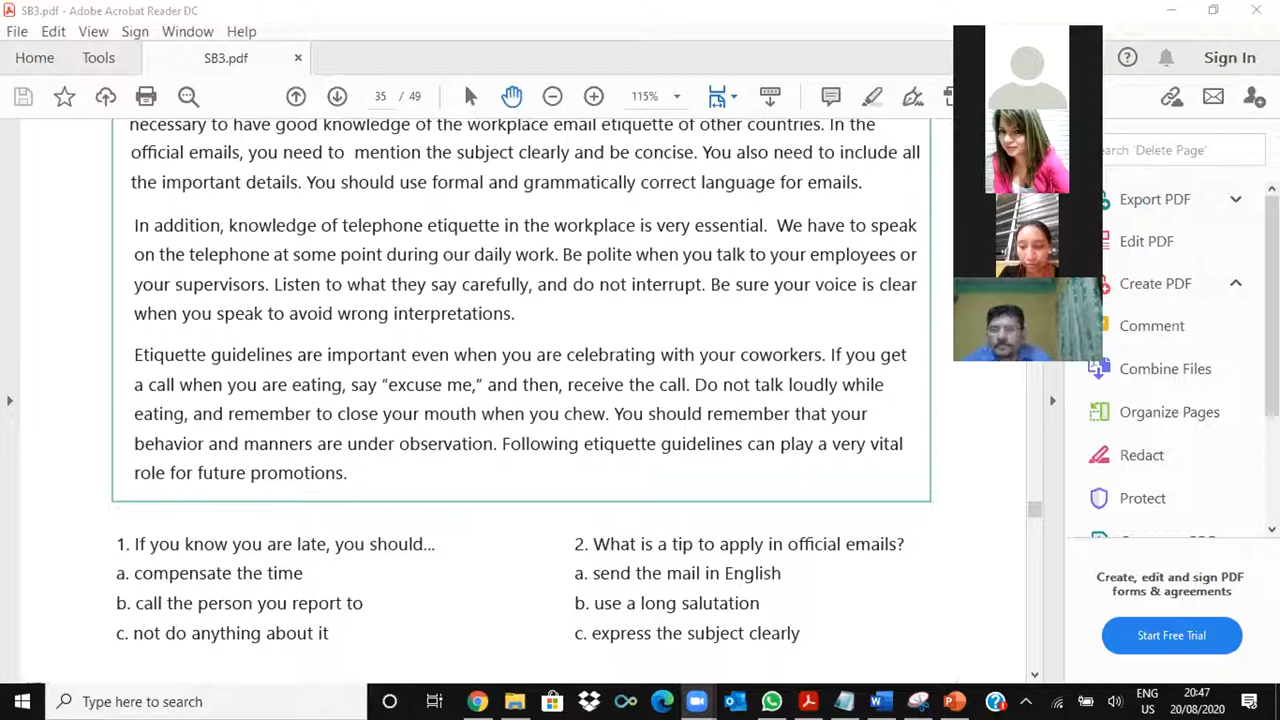 SB3.pdf - Adobe Acrobat Reader DC
File Edit View Sign Window Help
Home Tools SB3.pdf × Sign In
35 / 49 115%
necessary to have good knowledge of the workplace email etiquette of other countries. In the
official emails, you need to mention the subject clearly and be concise. You also need to include all
the important details. You should use formal and grammatically correct language for emails.
In addition, knowledge of telephone etiquette in the workplace is very essential. We have to speak
on the telephone at some point during our daily work. Be polite when you talk to your employees or
your supervisors. Listen to what they say carefully, and do not interrupt. Be sure your voice is clear
when you speak to avoid wrong interpretations.
Etiquette guidelines are important even when you are celebrating with your coworkers. If you get
a call when you are eating, say “excuse me,” and then, receive the call. Do not talk loudly while
eating, and remember to close your mouth when you chew. You should remember that your
behavior and manners are under observation. Following etiquette guidelines can play a very vital
role for future promotions.
1. If you know you are late, you should...
a. compensate the time
b. call the person you report to
c. not do anything about it
2. What is a tip to apply in official emails?
a. send the mail in English
b. use a long salutation
c. express the subject clearly
Search 'Delete Page'
Export PDF
Edit PDF
Create PDF
Comment
Combine Files
Organize Pages
Redact
Protect
Create, edit and sign PDF
forms & agreements
Start Free Trial
Type here to search
ENG
US
20:47
20/08/2020